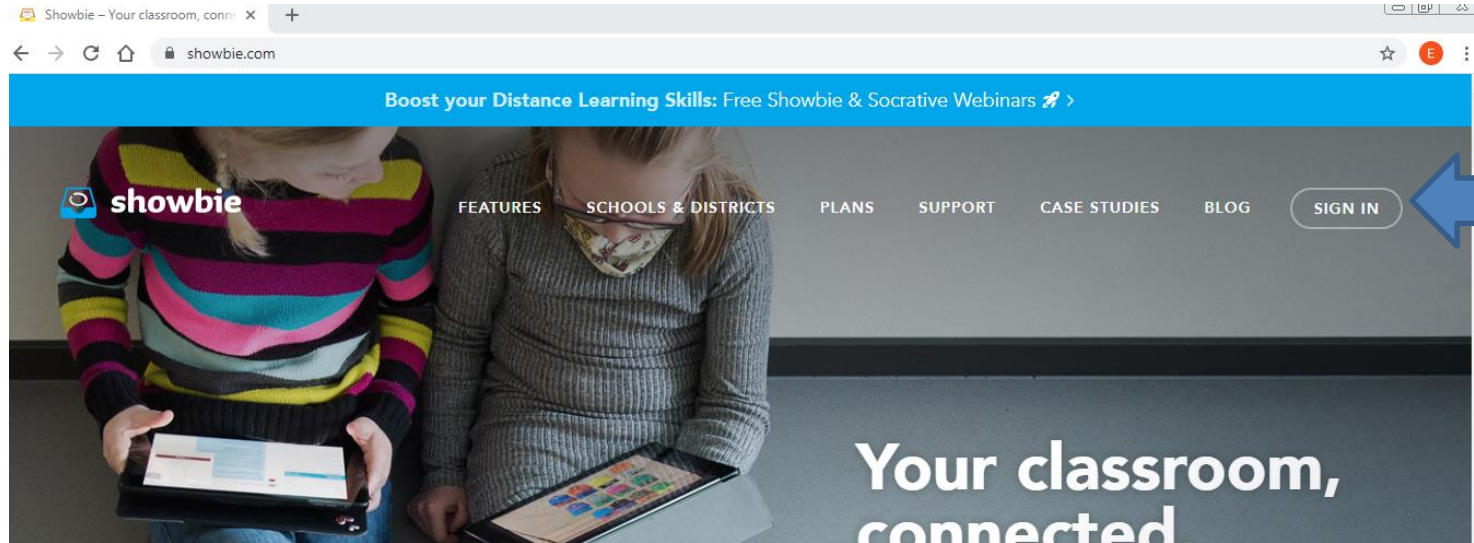 Showbie – Your classroom, conn
showbie.com
E
Boost your Distance Learning Skills: Free Showbie & Socrative Webinars 🚀 >
showbie
FEATURES SCHOOLS & DISTRICTS PLANS SUPPORT CASE STUDIES BLOG SIGN IN
Your classroom,
connected.